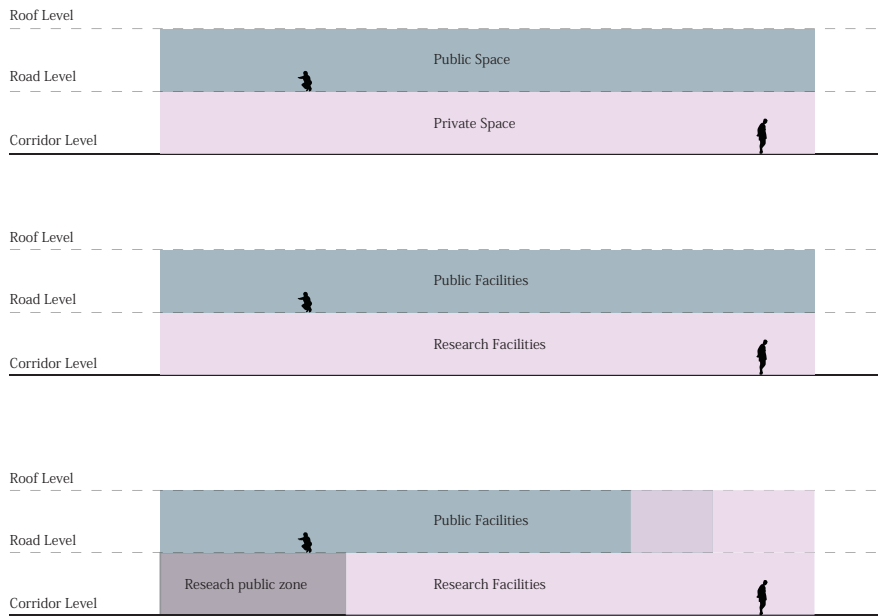 Roof Level
Public Space
Road Level
Private Space
Corridor Level
Roof Level
Public Facilities
Road Level
Research Facilities
Corridor Level
Roof Level
Public Facilities
Road Level
Reseach public zone
Research Facilities
Corridor Level